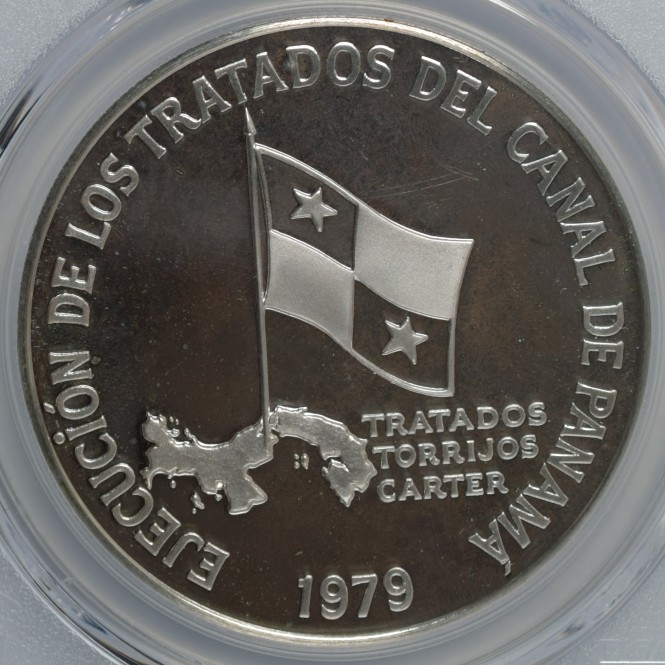 EJECUCIÓN DE LOS TRATADOS DEL CANAL DE PANAMÁ
TRATADOS
TORRIJOS
CARTER
1979